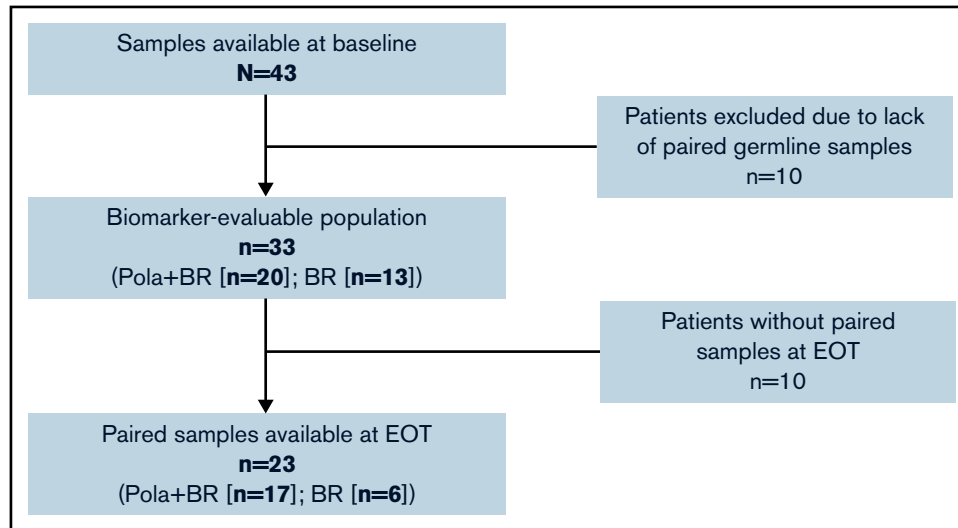 Samples available at baseline
N=43
Patients excluded due to lack
of paired germline samples
n=10
Biomarker-evaluable population
n=33
(Pola+BR [n=20]; BR [n=13])
Patients without paired
samples at EOT
n=10
Paired samples available at EOT
n=23
(Pola+BR [n=17]; BR [n=6])